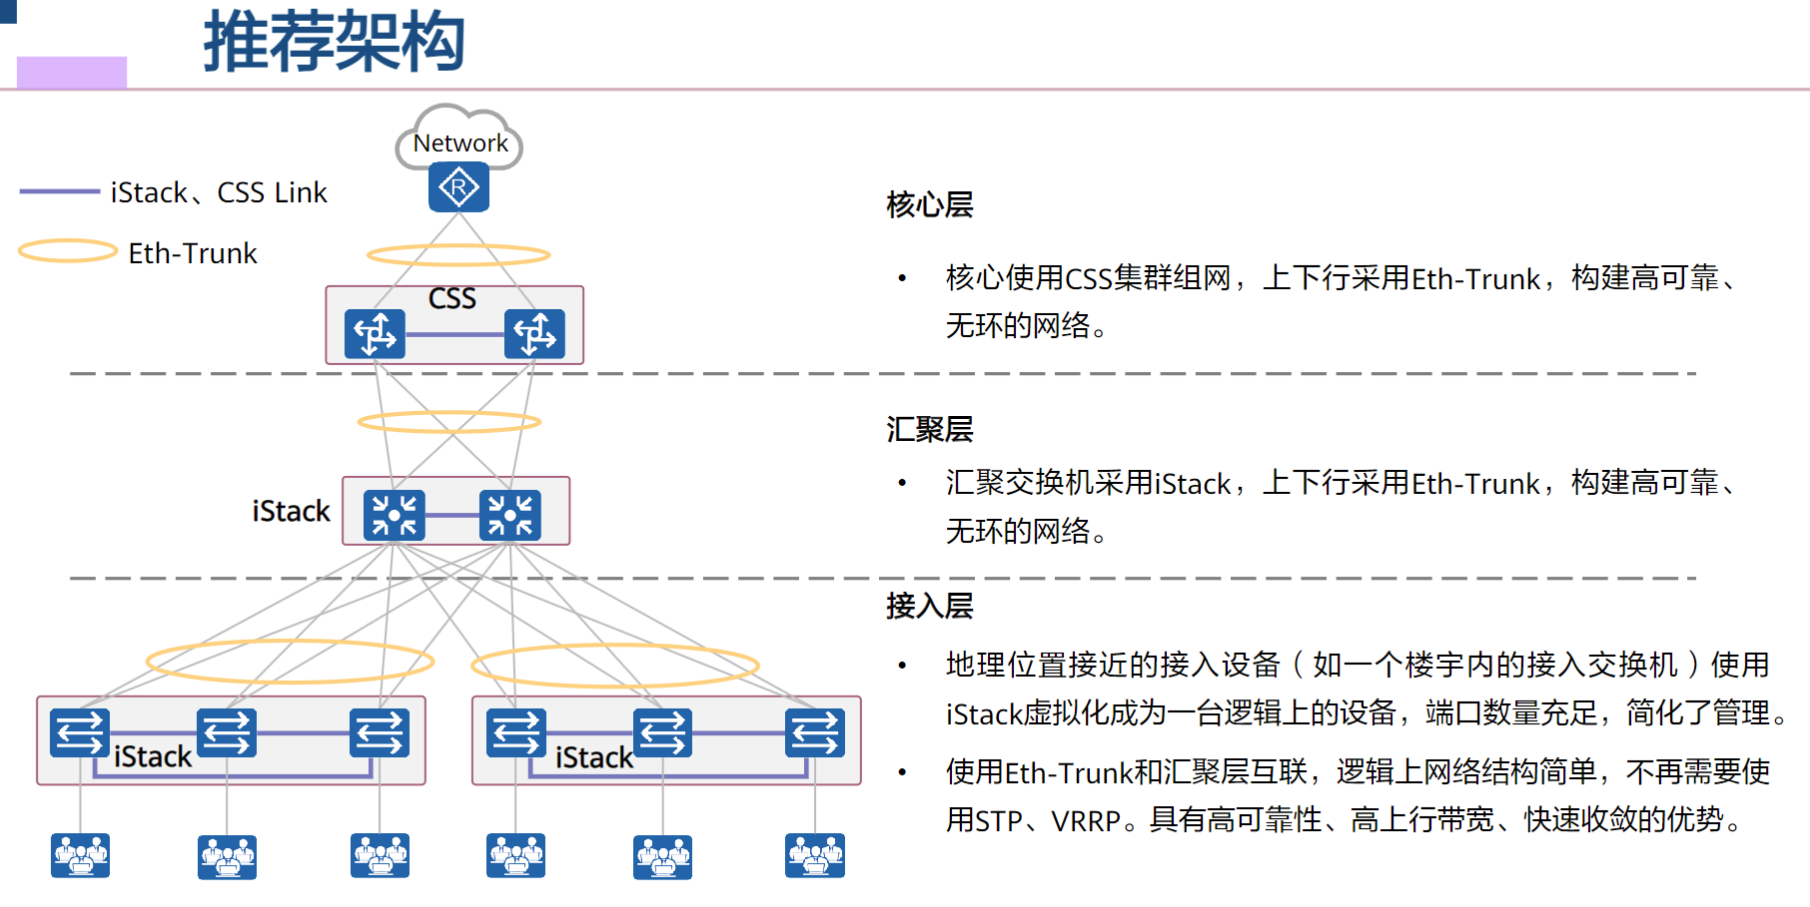 推荐架构
Network
R
iStack、CSS Link
Eth-Trunk
CSS
iStack
iStack
iStack
核心层
• 核心使用CSS集群组网，上下行采用Eth-Trunk，构建高可靠、
无环的网络。
汇聚层
• 汇聚交换机采用iStack，上下行采用Eth-Trunk，构建高可靠、
无环的网络。
接入层
• 地理位置接近的接入设备（如一个楼宇内的接入交换机）使用
iStack虚拟化成为一台逻辑上的设备，端口数量充足，简化了管理。
• 使用Eth-Trunk和汇聚层互联，逻辑上网络结构简单，不再需要使
用STP、VRRP。具有高可靠性、高上行带宽、快速收敛的优势。